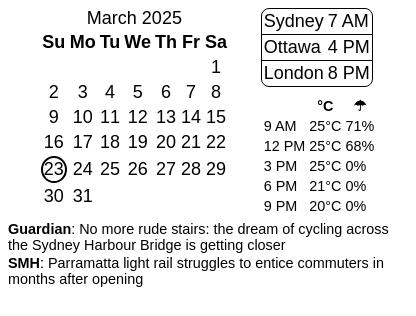 March 2025
Su Mo Tu We Th Fr Sa
1
2 3 4 5 6 7 8
9 10 11 12 13 14 15
16 17 18 19 20 21 22
23 24 25 26 27 28 29
30 31
Sydney 7 AM
Ottawa 4 PM
London 8 PM
°C ☂
9 AM 25°C 71%
12 PM 25°C 68%
3 PM 25°C 0%
6 PM 21°C 0%
9 PM 20°C 0%
Guardian: No more rude stairs: the dream of cycling across
the Sydney Harbour Bridge is getting closer
SMH: Parramatta light rail struggles to entice commuters in
months after opening